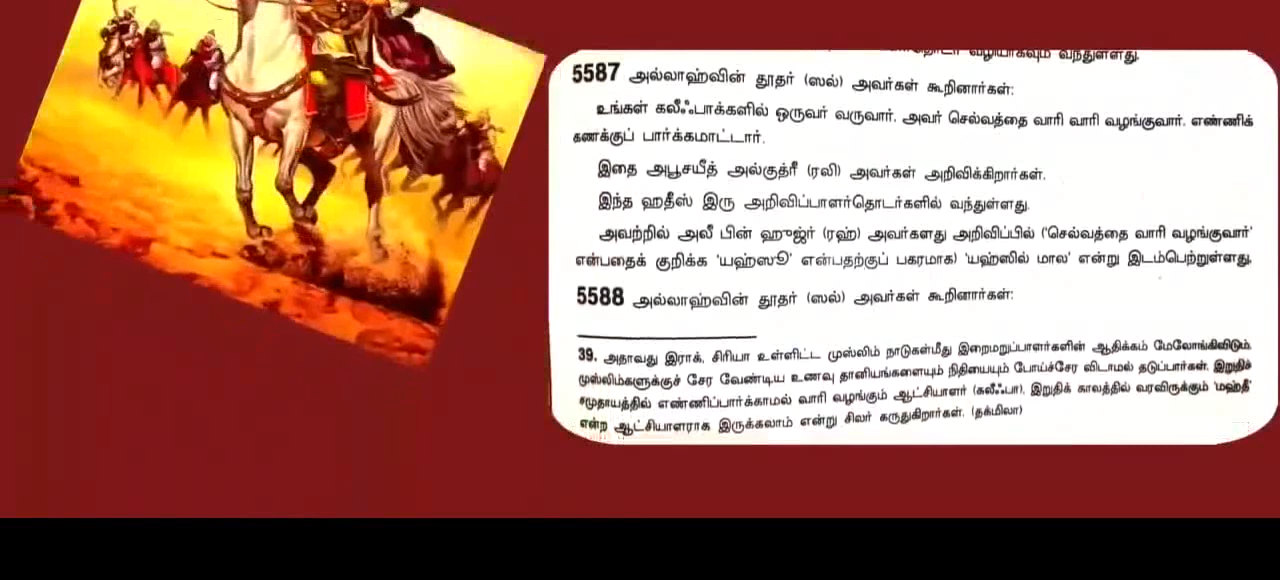 வழியாகவும் வந்துள்ளது.
5587 அல்லாஹ்வின் தூதர் (ஸல்) அவர்கள் கூறினார்கள்:
உங்கள் கலீஃபாக்களில் ஒருவர் வருவார். அவர் செல்வத்தை வாரி வாரி வழங்குவார். எண்ணிக்
கணக்குப் பார்க்கமாட்டார்.
இதை அபூசயீத் அல்குத்ரீ (ரலி) அவர்கள் அறிவிக்கிறார்கள்.
இந்த ஹதீஸ் இரு அறிவிப்பாளர்தொடர்களில் வந்துள்ளது.
அவற்றில் அலீ பின் ஹுஜ்ர் (ரஹ்) அவர்களது அறிவிப்பில் ('செல்வத்தை வாரி வழங்குவார்'
என்பதைக் குறிக்க 'யஹ்ஸூ' என்பதற்குப் பகரமாக) 'யஹ்ஸில் மால' என்று இடம்பெற்றுள்ளது.
5588 அல்லாஹ்வின் தூதர் (ஸல்) அவர்கள் கூறினார்கள்:
39. அதாவது இராக், சிரியா உள்ளிட்ட முஸ்லிம் நாடுகள்மீது இறைமறுப்பாளர்களின் ஆதிக்கம் மேலோங்கிவிடும்.
முஸ்லிம்களுக்குச் சேர வேண்டிய உணவு தானியங்களையும் நிதியையும் போய்ச்சேர விடாமல் தடுப்பார்கள். இறுதிச்
சமுதாயத்தில் எண்ணிப்பார்க்காமல் வாரி வழங்கும் ஆட்சியாளர் (கலீஃபா), இறுதிக் காலத்தில் வரவிருக்கும் 'மஹ்தீ'
என்ற ஆட்சியாளராக இருக்கலாம் என்று சிலர் கருதுகிறார்கள். (தக்மிலா)